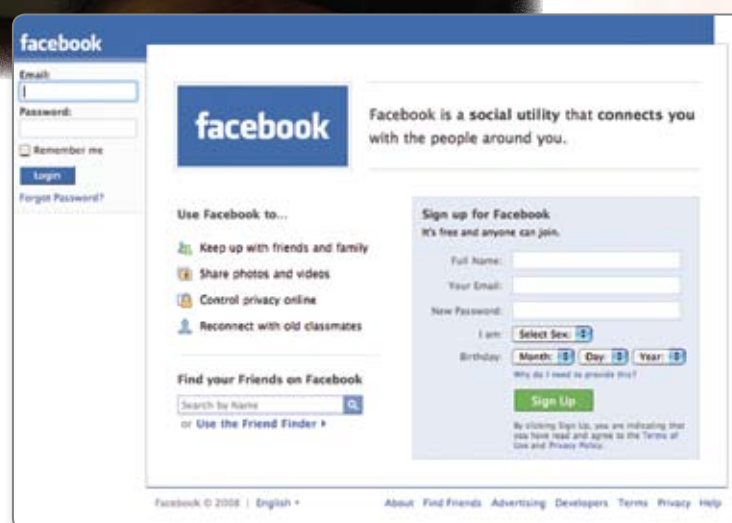 facebook
Email:
Password:
Remember me
Login
Forgot Password?
facebook
Facebook is a social utility that connects you
with the people around you.
Use Facebook to...
Keep up with friends and family
Share photos and videos
Control privacy online
Reconnect with old classmates
Find your Friends on Facebook
Search by Name
or Use the Friend Finder
Sign up for Facebook
It's free and anyone can join.
Full Name:
Your Email:
New Password:
I am: Select Sex:
Birthday: Month: Day: Year:
Why do I need to provide this?
Sign Up
By clicking Sign Up, you are indicating that
you have read and agree to the Terms of
Use and Privacy Policy.
Facebook © 2008 | English
About Find Friends Advertising Developers Terms Privacy Help